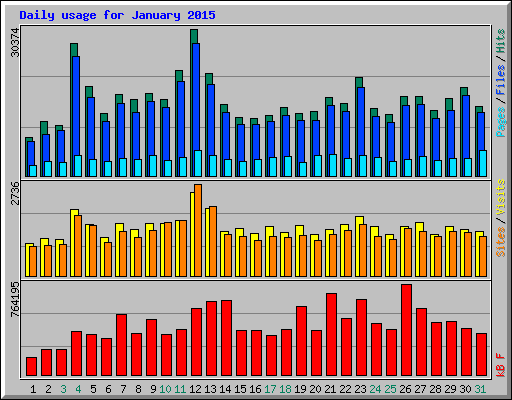 Daily usage for January 2015
30374
Pages / Files / Hits
2736
Sites / Visits
764195
kB F
1 2 3 4 5 6 7 8 9 10 11 12 13 14 15 16 17 18 19 20 21 22 23 24 25 26 27 28 29 30 31